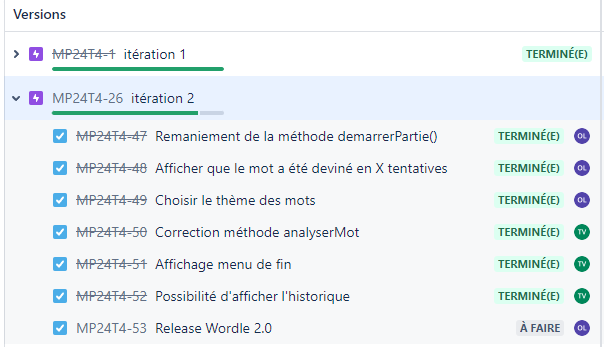 Versions
MP24T4-1 itération 1 TERMINÉ(E)
MP24T4-26 itération 2
MP24T4-47 Remaniement de la méthode demarrerPartie() TERMINÉ(E) OL
MP24T4-48 Afficher que le mot a été deviné en X tentatives TERMINÉ(E) OL
MP24T4-49 Choisir le thème des mots TERMINÉ(E) OL
MP24T4-50 Correction méthode analyserMot TERMINÉ(E) TV
MP24T4-51 Affichage menu de fin TERMINÉ(E) TV
MP24T4-52 Possibilité d'afficher l'historique TERMINÉ(E) TV
MP24T4-53 Release Wordle 2.0 À FAIRE OL